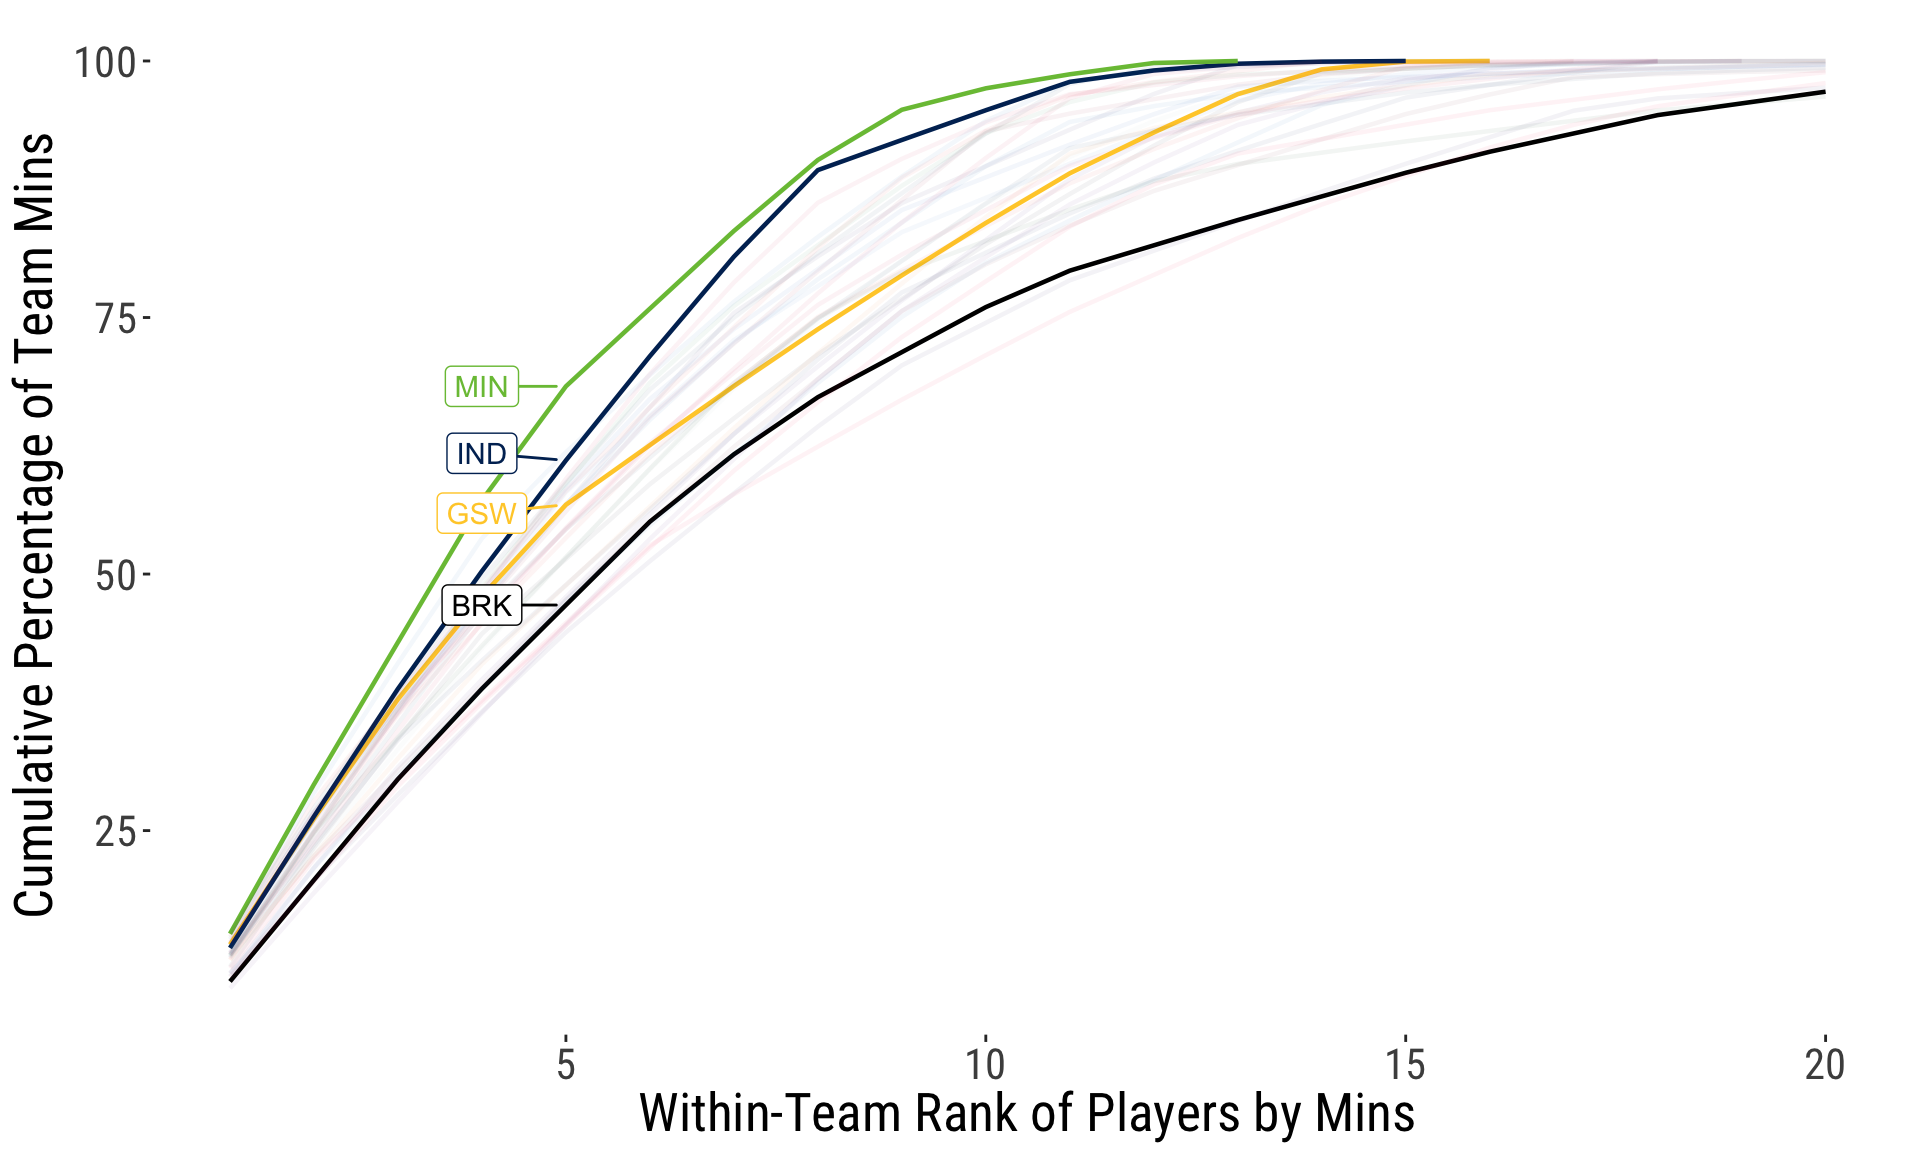 Cumulative Percentage of Team Mins
100
75
50
25
MIN
IND
GSW
BRK
5 10 15 20
Within-Team Rank of Players by Mins